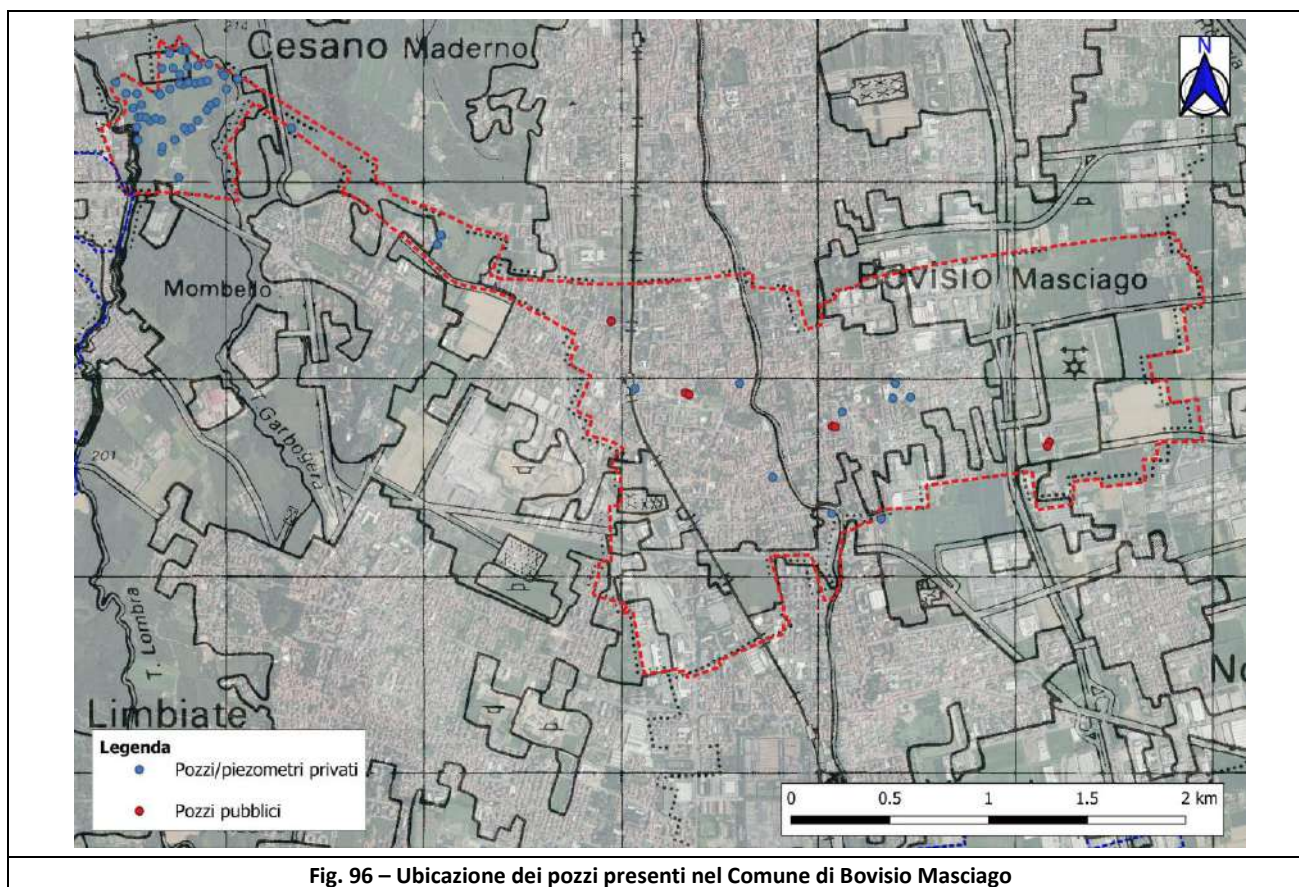 214
Cesano Maderno
N
Mombello
Bovisio Masciago
Garbogera
201
T. Lombra
Limbiate
No
Legenda
Pozzi/piezometri privati
Pozzi pubblici
0 0.5 1 1.5 2 km
Fig. 96 – Ubicazione dei pozzi presenti nel Comune di Bovisio Masciago